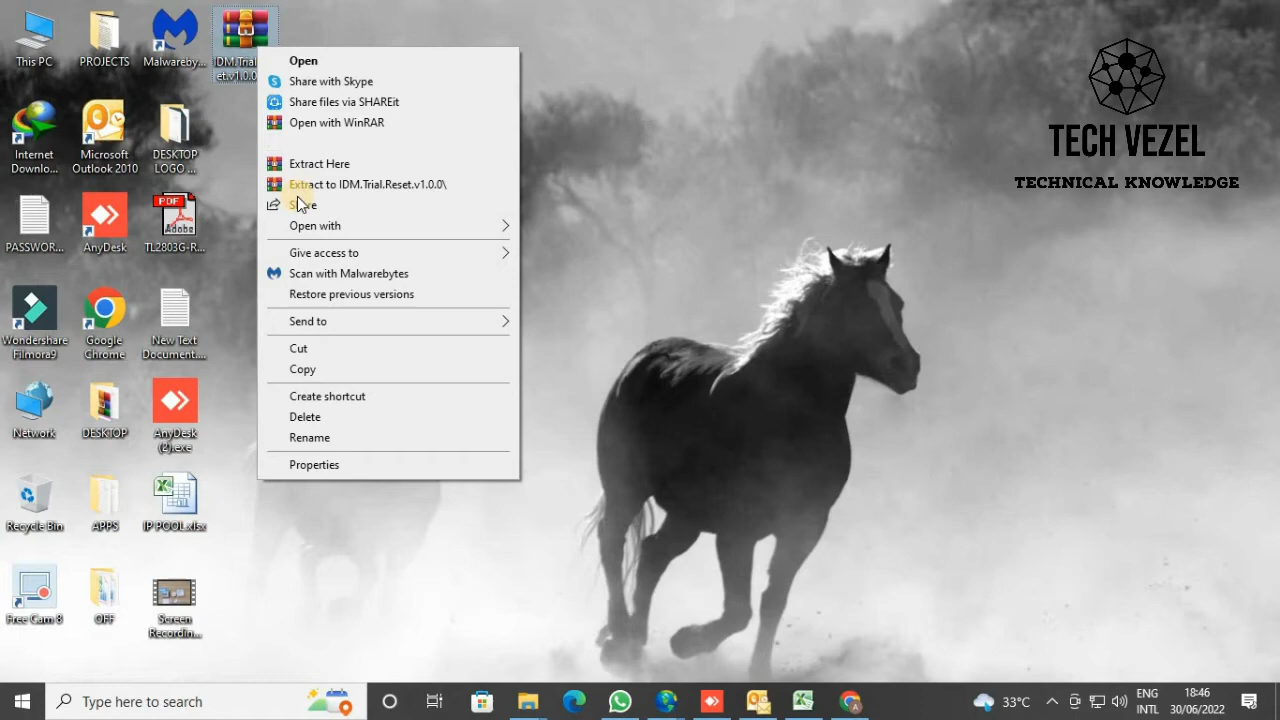 This PC
PROJECTS
Malwareby...
IDM.Trial
et.v1.0.0
Internet
Downlo...
Microsoft
Outlook 2010
DESKTOP
LOGO ...
PASSWOR...
AnyDesk
PDF
Adobe
TL2803G-R...
Wondershare
Filmora9
Google
Chrome
New Text
Document....
Network
DESKTOP
AnyDesk
(2).exe
Recycle Bin
APPS
IP POOL.xlsx
Free Cam 8
OFF
Screen
Recordin...
Open
Share with Skype
Share files via SHAREit
Open with WinRAR
Extract Here
Extract to IDM.Trial.Reset.v1.0.0\
Share
Open with
Give access to
Scan with Malwarebytes
Restore previous versions
Send to
Cut
Copy
Create shortcut
Delete
Rename
Properties
TECH VEZEL
TECHNICAL KNOWLEDGE
Type here to search
33°C
ENG
INTL
18:46
30/06/2022